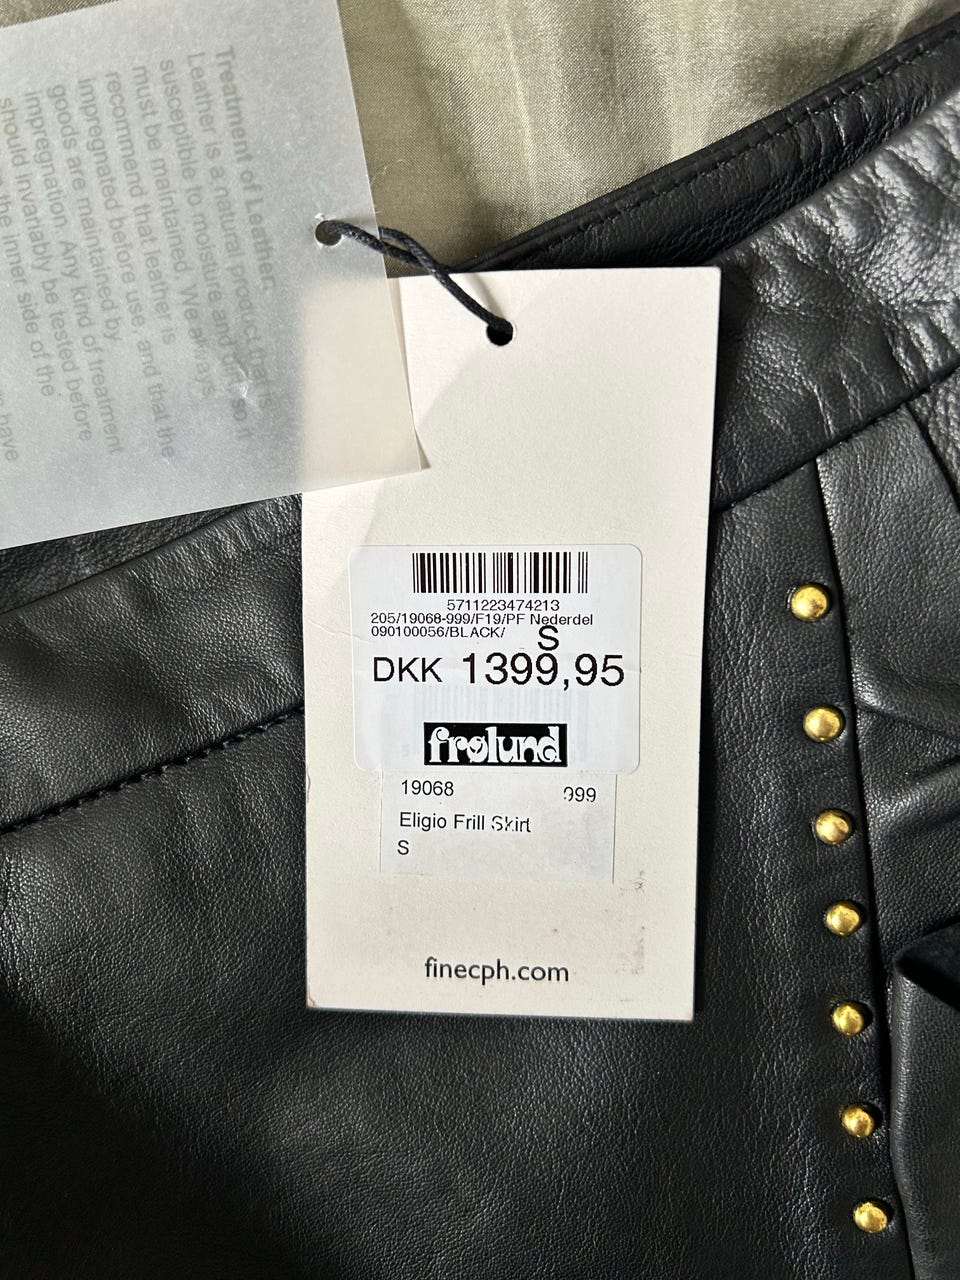 Treatment of Leather:
Leather is a natural product that is
susceptible to moisture and dirt so it
must be maintained. We always
recommend that leather is
impregnated before use, and that the
goods are maintained by
impregnation. Any kind of treatment
should invariably be tested before
the inner side of the
have
5711223474213
205/19068-999/F19/PF Nederdel
090100056/BLACK/ S
DKK 1399,95
frølund
19068 999
Eligio Frill Skirt
S
finecph.com